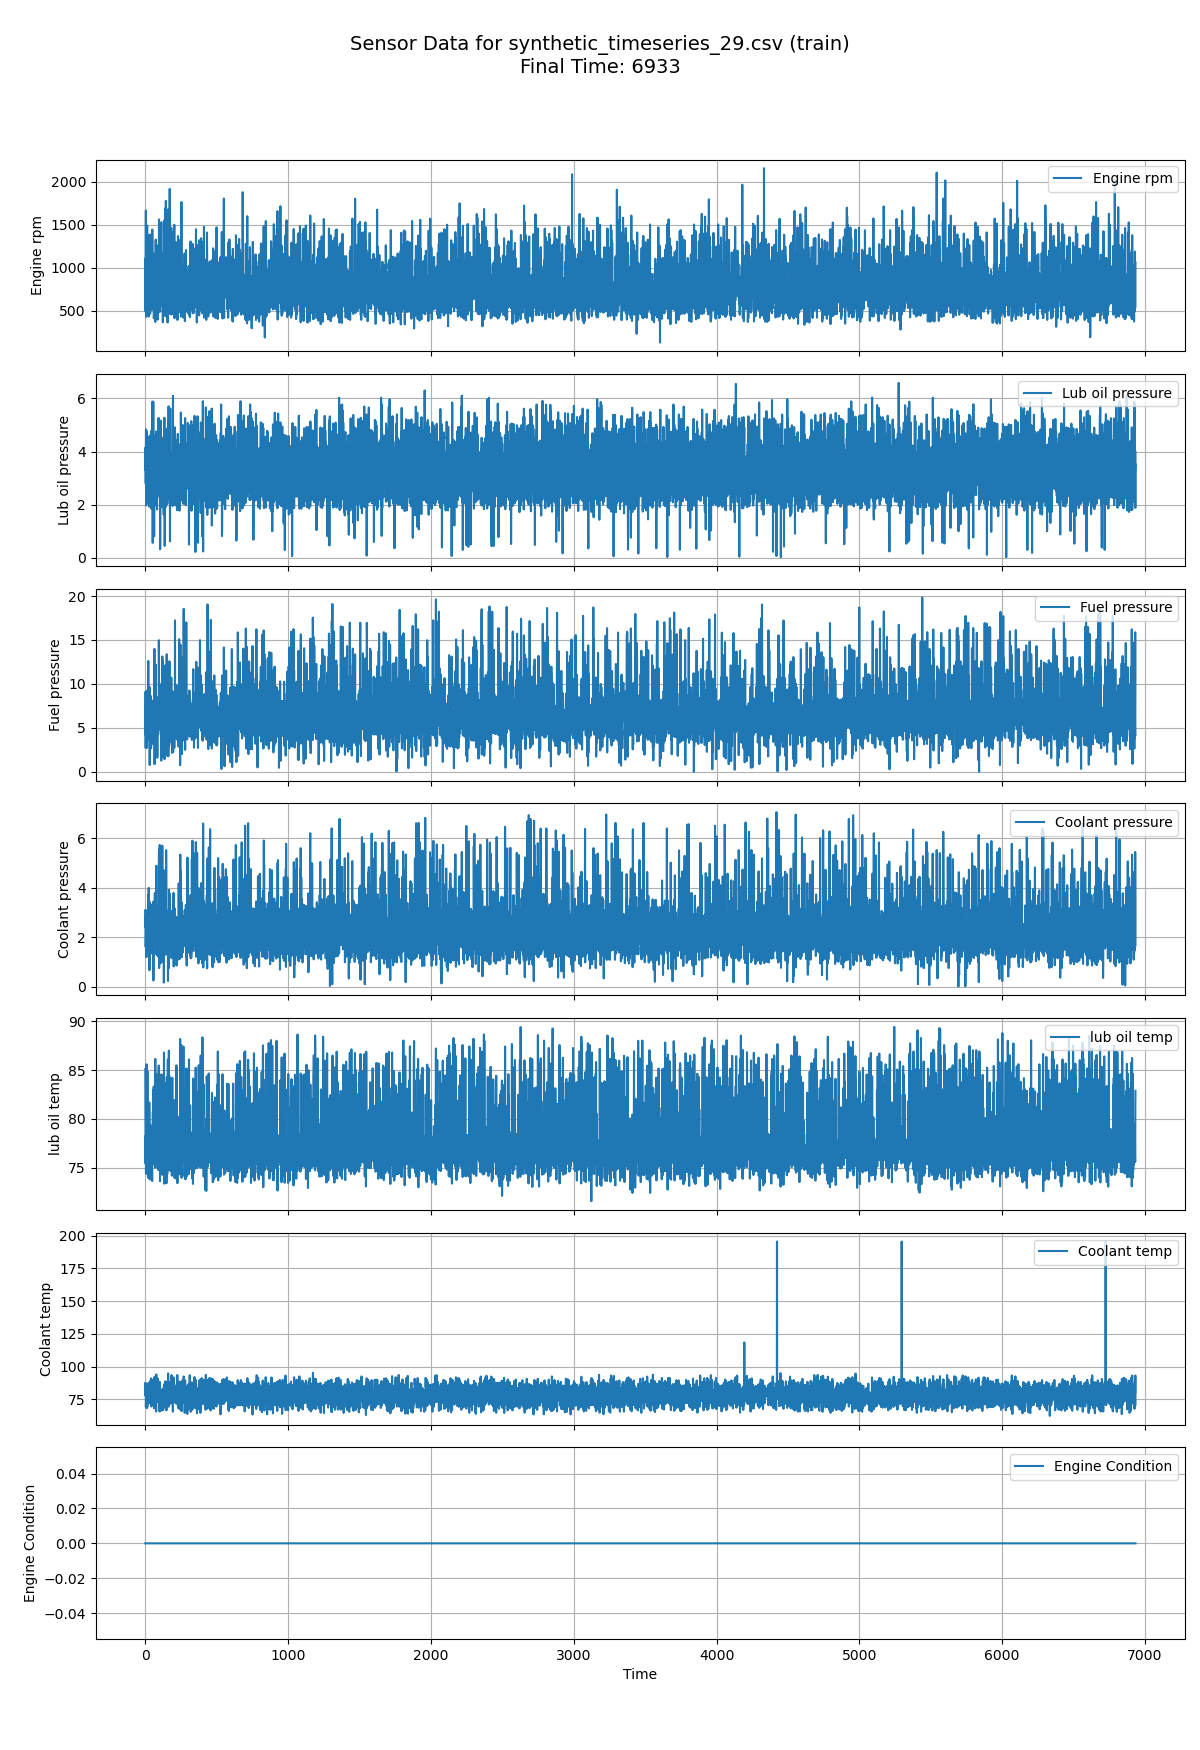 Sensor Data for synthetic_timeseries_29.csv (train)
Final Time: 6933
Engine rpm
2000
1500
1000
500
Engine rpm
Lub oil pressure
6
4
2
0
Lub oil pressure
Fuel pressure
20
15
10
5
0
Fuel pressure
Coolant pressure
6
4
2
0
Coolant pressure
lub oil temp
90
85
80
75
lub oil temp
Coolant temp
200
175
150
125
100
75
Coolant temp
Engine Condition
0.04
0.02
0.00
−0.02
−0.04
Engine Condition
0 1000 2000 3000 4000 5000 6000 7000
Time